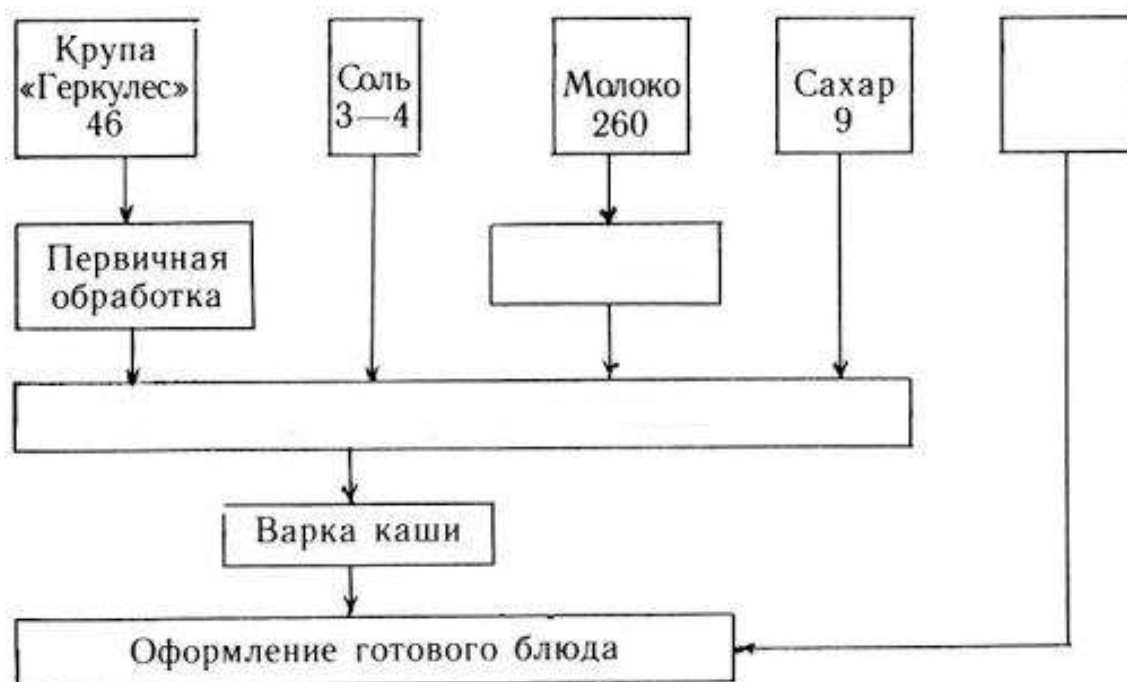 Крупа
«Геркулес»
46
Соль
3—4
Молоко
260
Сахар
9
Первичная
обработка
Варка каши
Оформление готового блюда